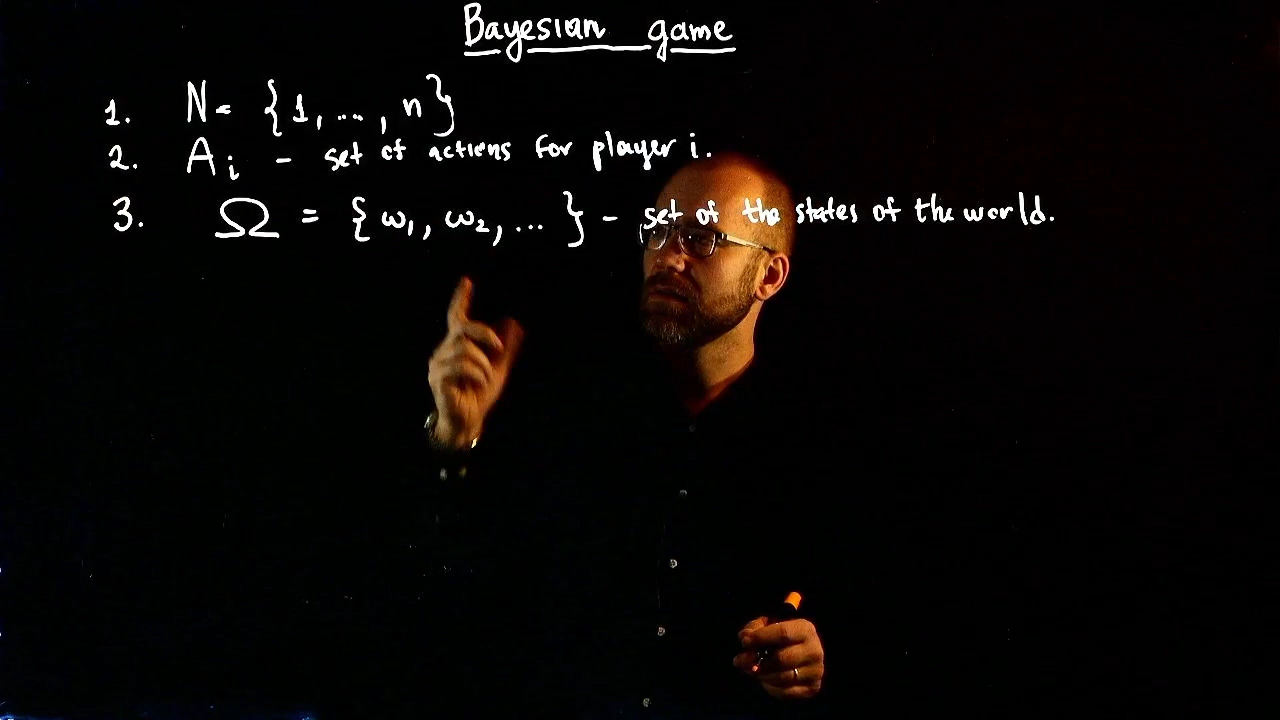 Bayesian game
1. N = {1, ..., n}
2. A i - set of actions for player i.
3. Ω = {ω₁, ω₂, ... } - set of the states of the world.